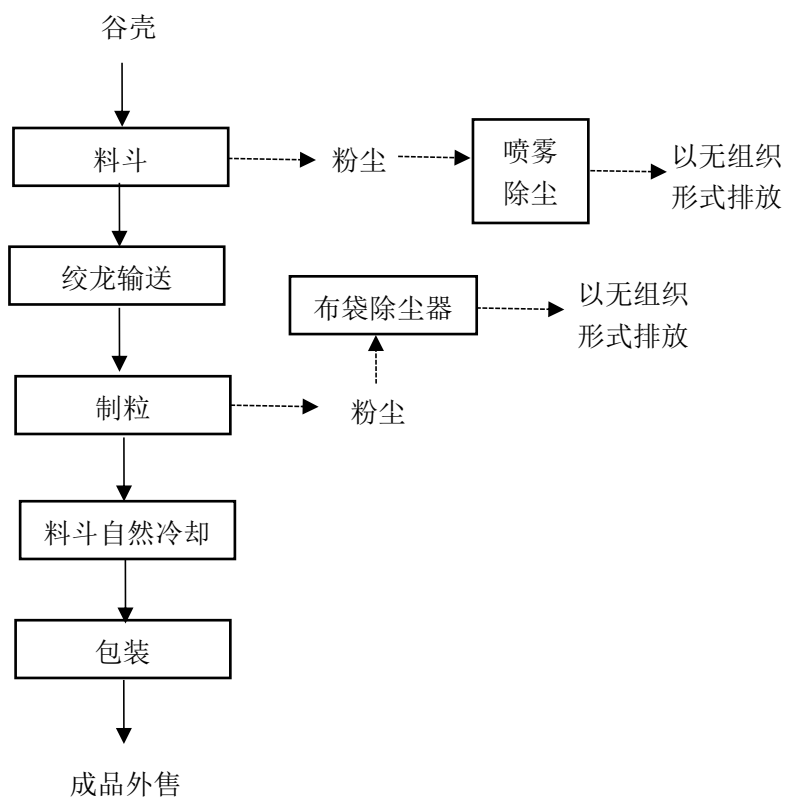 谷壳
料斗
粉尘
喷雾
除尘
以无组织
形式排放
绞龙输送
布袋除尘器
以无组织
形式排放
制粒
粉尘
料斗自然冷却
包装
成品外售